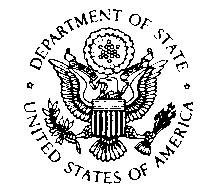 DEPARTMENT OF STATE
UNITED STATES OF AMERICA